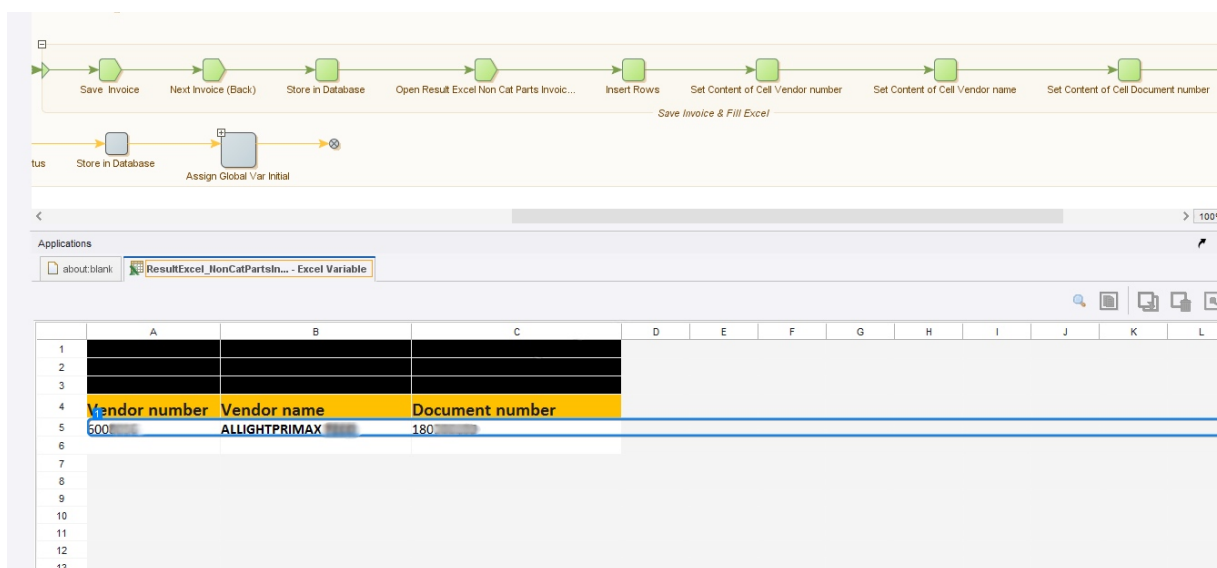 Save Invoice
Next Invoice (Back)
Store in Database
Open Result Excel Non Cat Parts Invoic...
Insert Rows
Set Content of Cell Vendor number
Set Content of Cell Vendor name
Set Content of Cell Document number
Save Invoice & Fill Excel
tus
Store in Database
Assign Global Var Initial
100%
Applications
about:blank
ResultExcel_NonCatPartsIn... - Excel Variable
A B C D E F G H I J K L
1
2
3
4 Vendor number Vendor name Document number
5 500 ALLIGHTPRIMAX 180
6
7
8
9
10
11
12
13